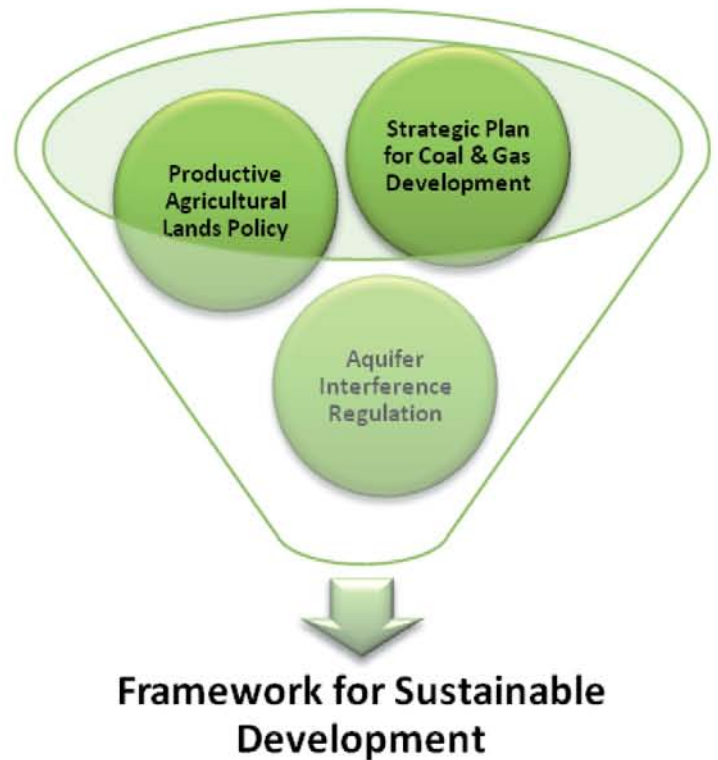 Strategic Plan
for Coal & Gas
Development
Productive
Agricultural
Lands Policy
Aquifer
Interference
Regulation
Framework for Sustainable
Development